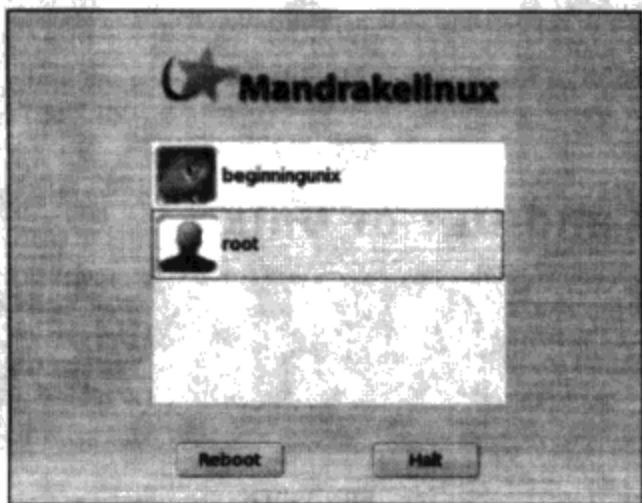 Mandrakelinux
beginningunix
root
Reboot
Halt